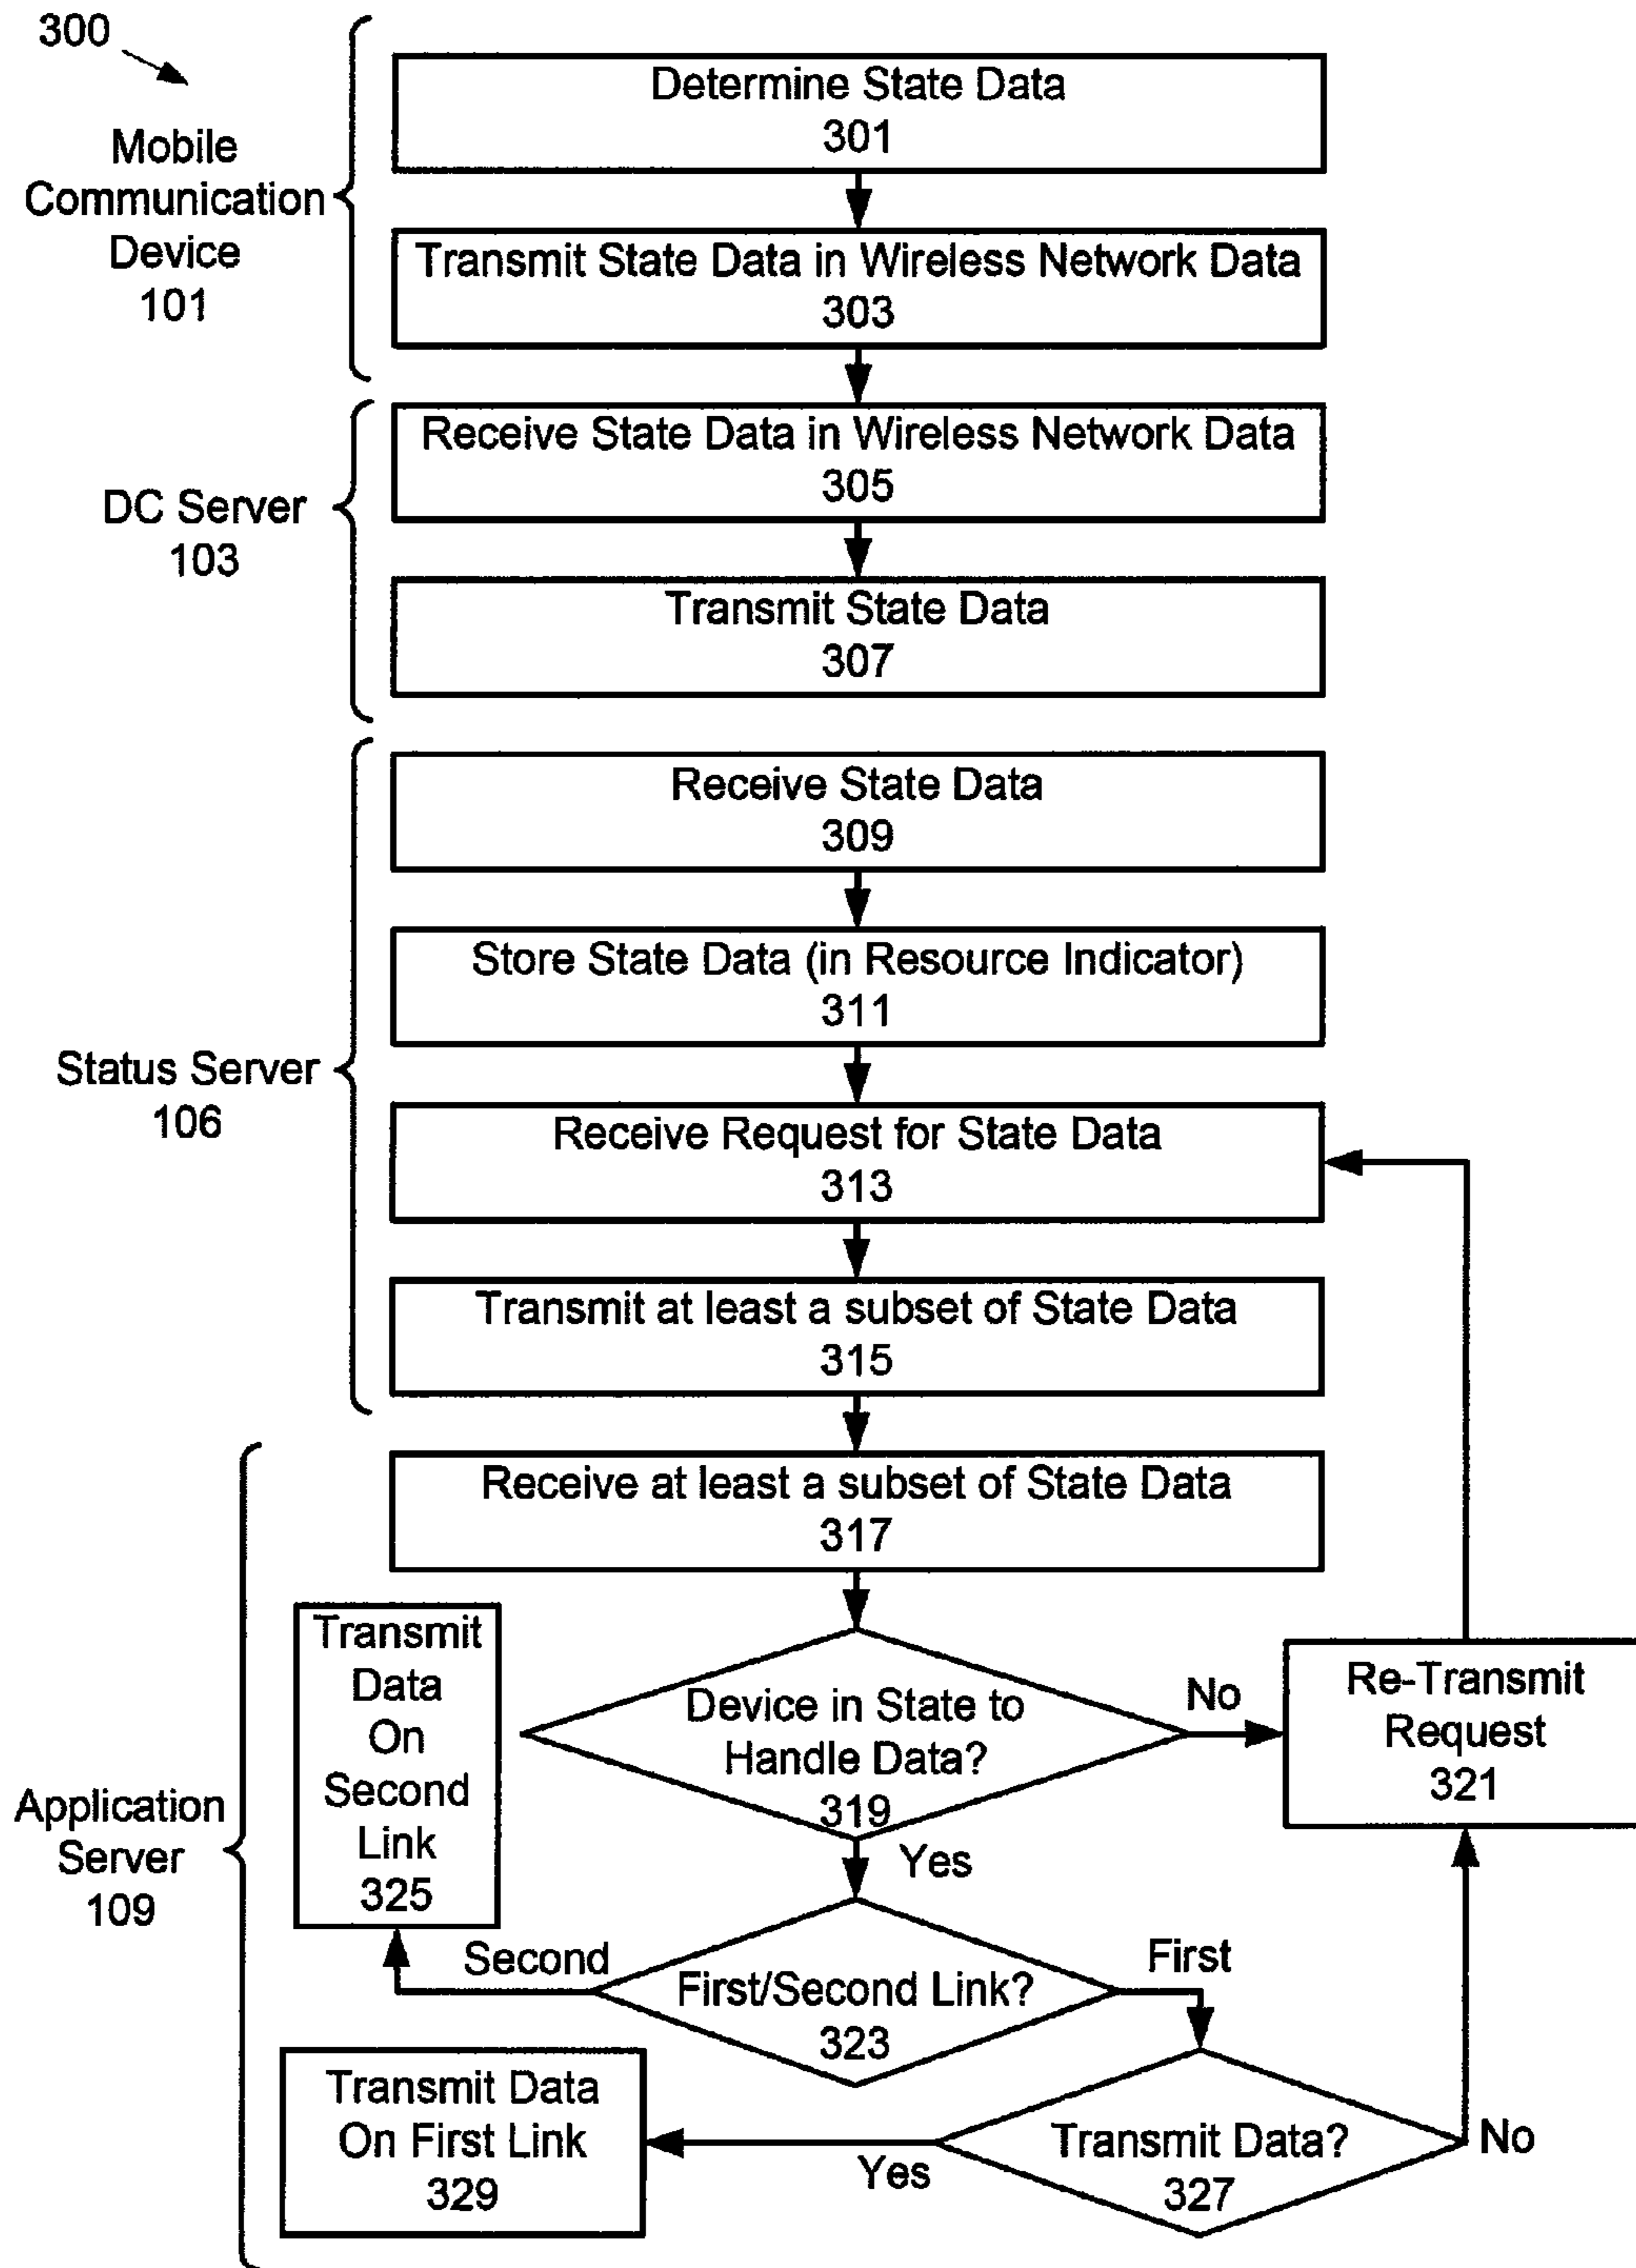 300
Mobile
Communication
Device
101
Determine State Data
301
Transmit State Data in Wireless Network Data
303
DC Server
103
Receive State Data in Wireless Network Data
305
Transmit State Data
307
Status Server
106
Receive State Data
309
Store State Data (in Resource Indicator)
311
Receive Request for State Data
313
Transmit at least a subset of State Data
315
Application
Server
109
Receive at least a subset of State Data
317
Device in State to
Handle Data?
319
No
Re-Transmit
Request
321
Yes
First/Second Link?
323
Second
Transmit
Data
On
Second
Link
325
First
Transmit Data?
327
No
Yes
Transmit Data
On First Link
329